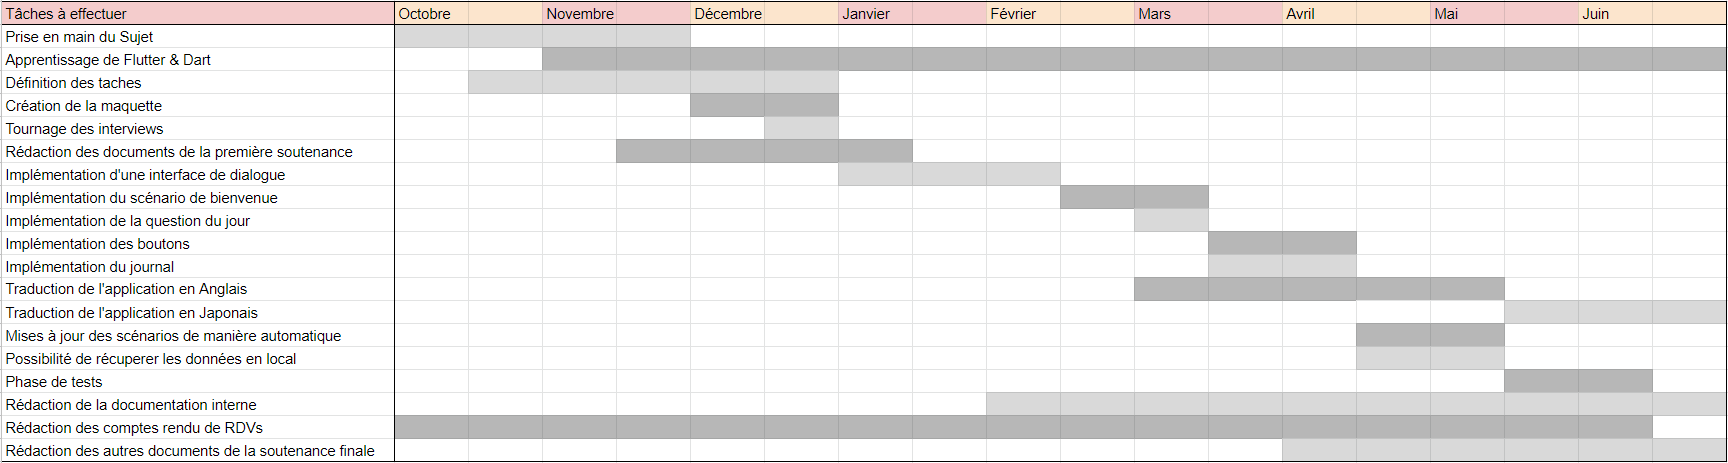 Tâches à effectuer Octobre Novembre Décembre Janvier Février Mars Avril Mai Juin
Prise en main du Sujet
Apprentissage de Flutter & Dart
Définition des taches
Création de la maquette
Tournage des interviews
Rédaction des documents de la première soutenance
Implémentation d'une interface de dialogue
Implémentation du scénario de bienvenue
Implémentation de la question du jour
Implémentation des boutons
Implémentation du journal
Traduction de l'application en Anglais
Traduction de l'application en Japonais
Mises à jour des scénarios de manière automatique
Possibilité de récuperer les données en local
Phase de tests
Rédaction de la documentation interne
Rédaction des comptes rendu de RDVs
Rédaction des autres documents de la soutenance finale